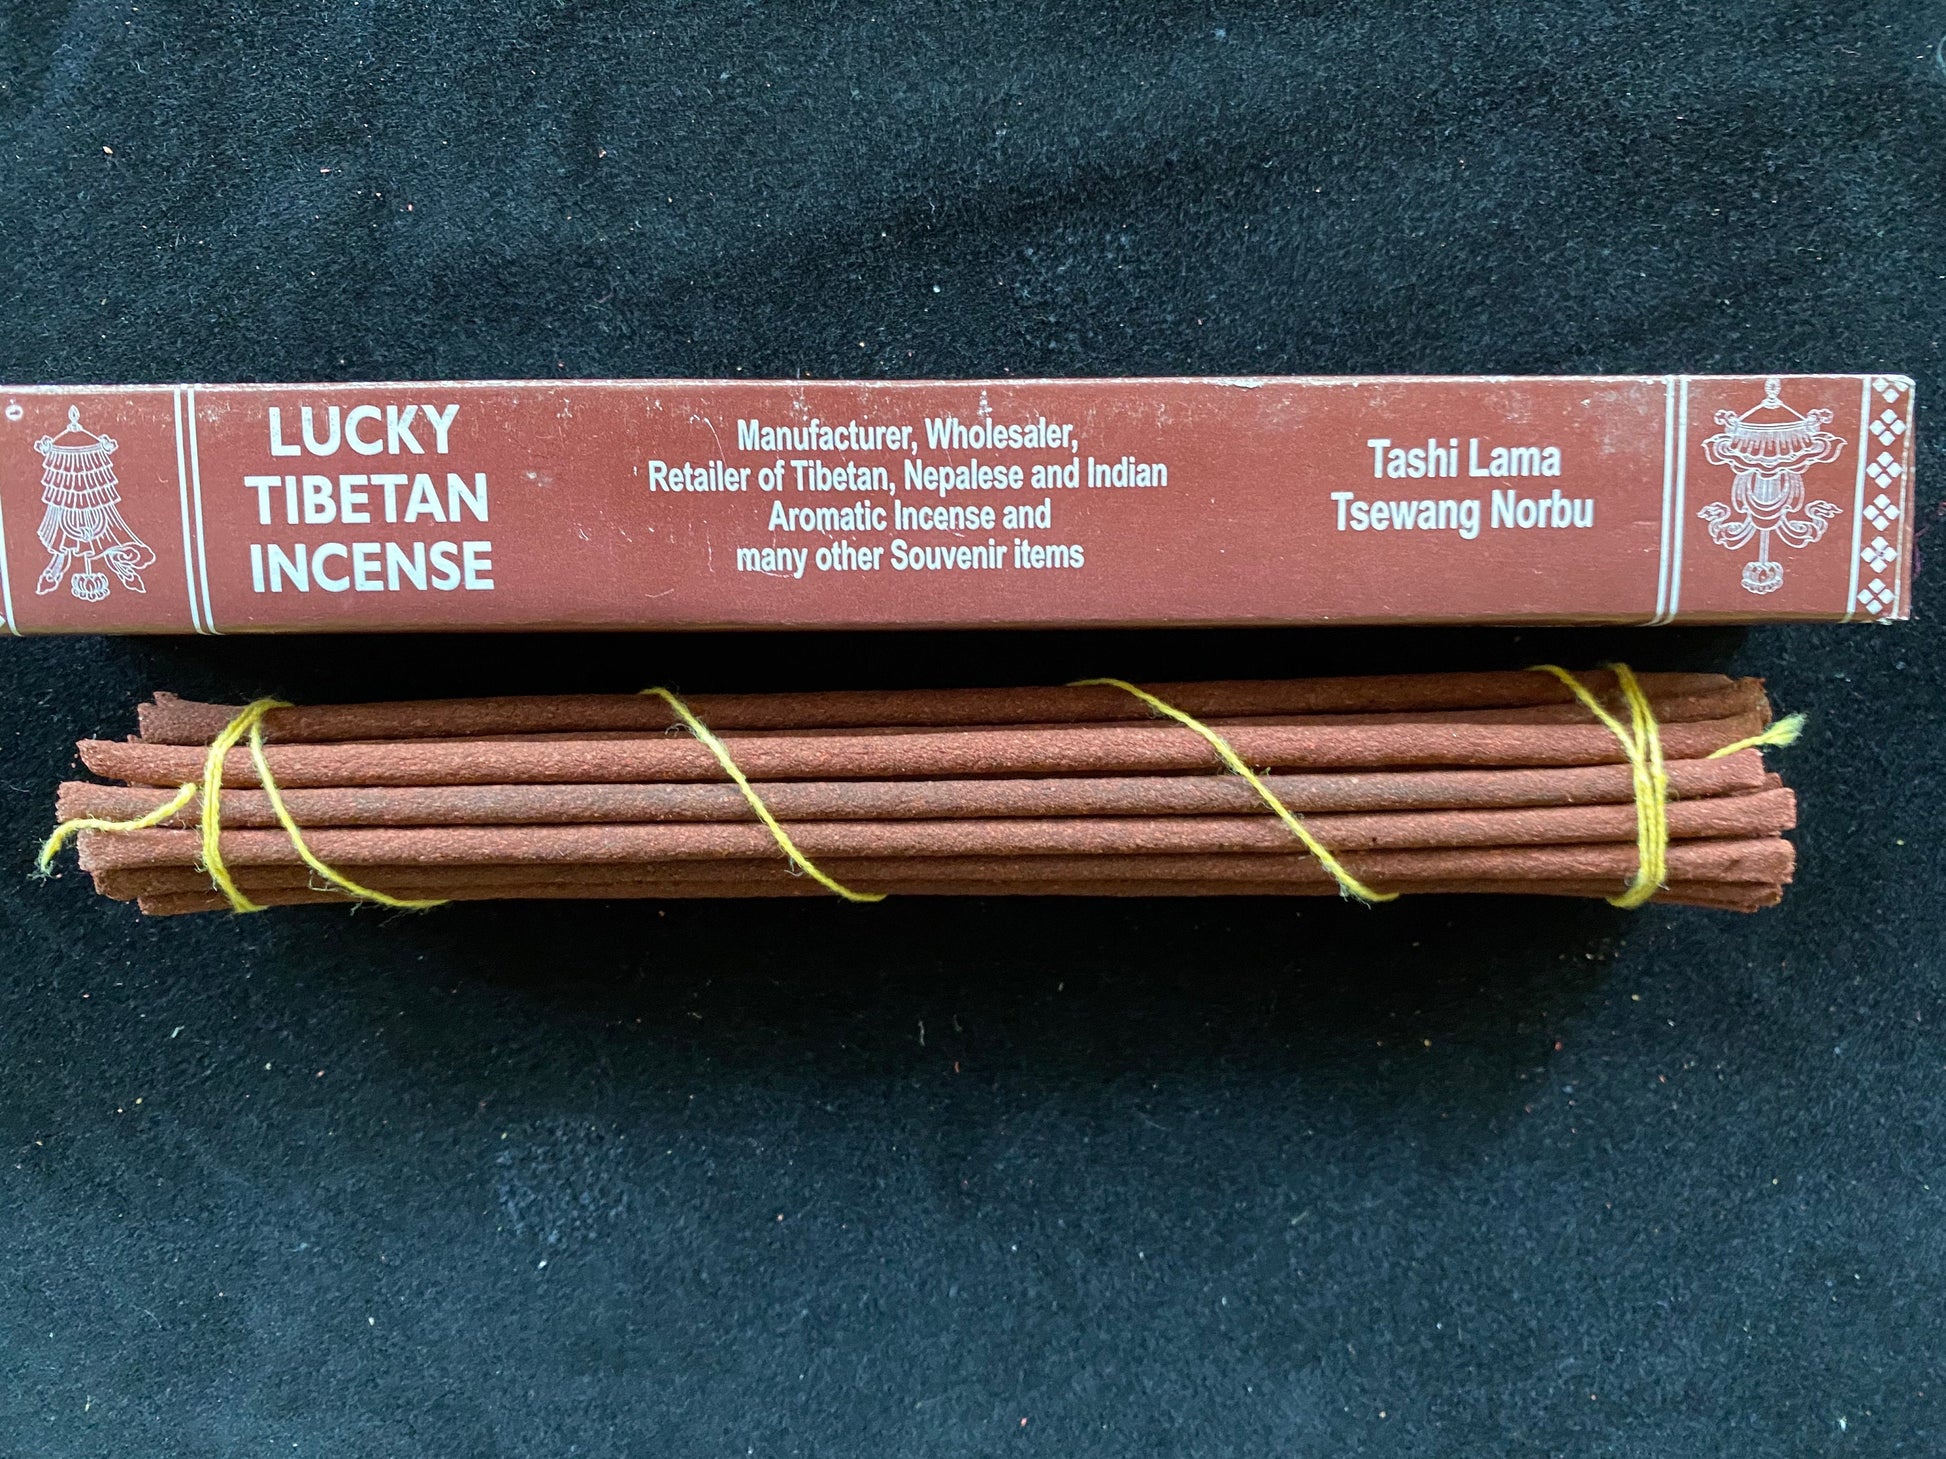 LUCKY
TIBETAN
INCENSE
Manufacturer, Wholesaler,
Retailer of Tibetan, Nepalese and Indian
Aromatic Incense and
many other Souvenir items
Tashi Lama
Tsewang Norbu